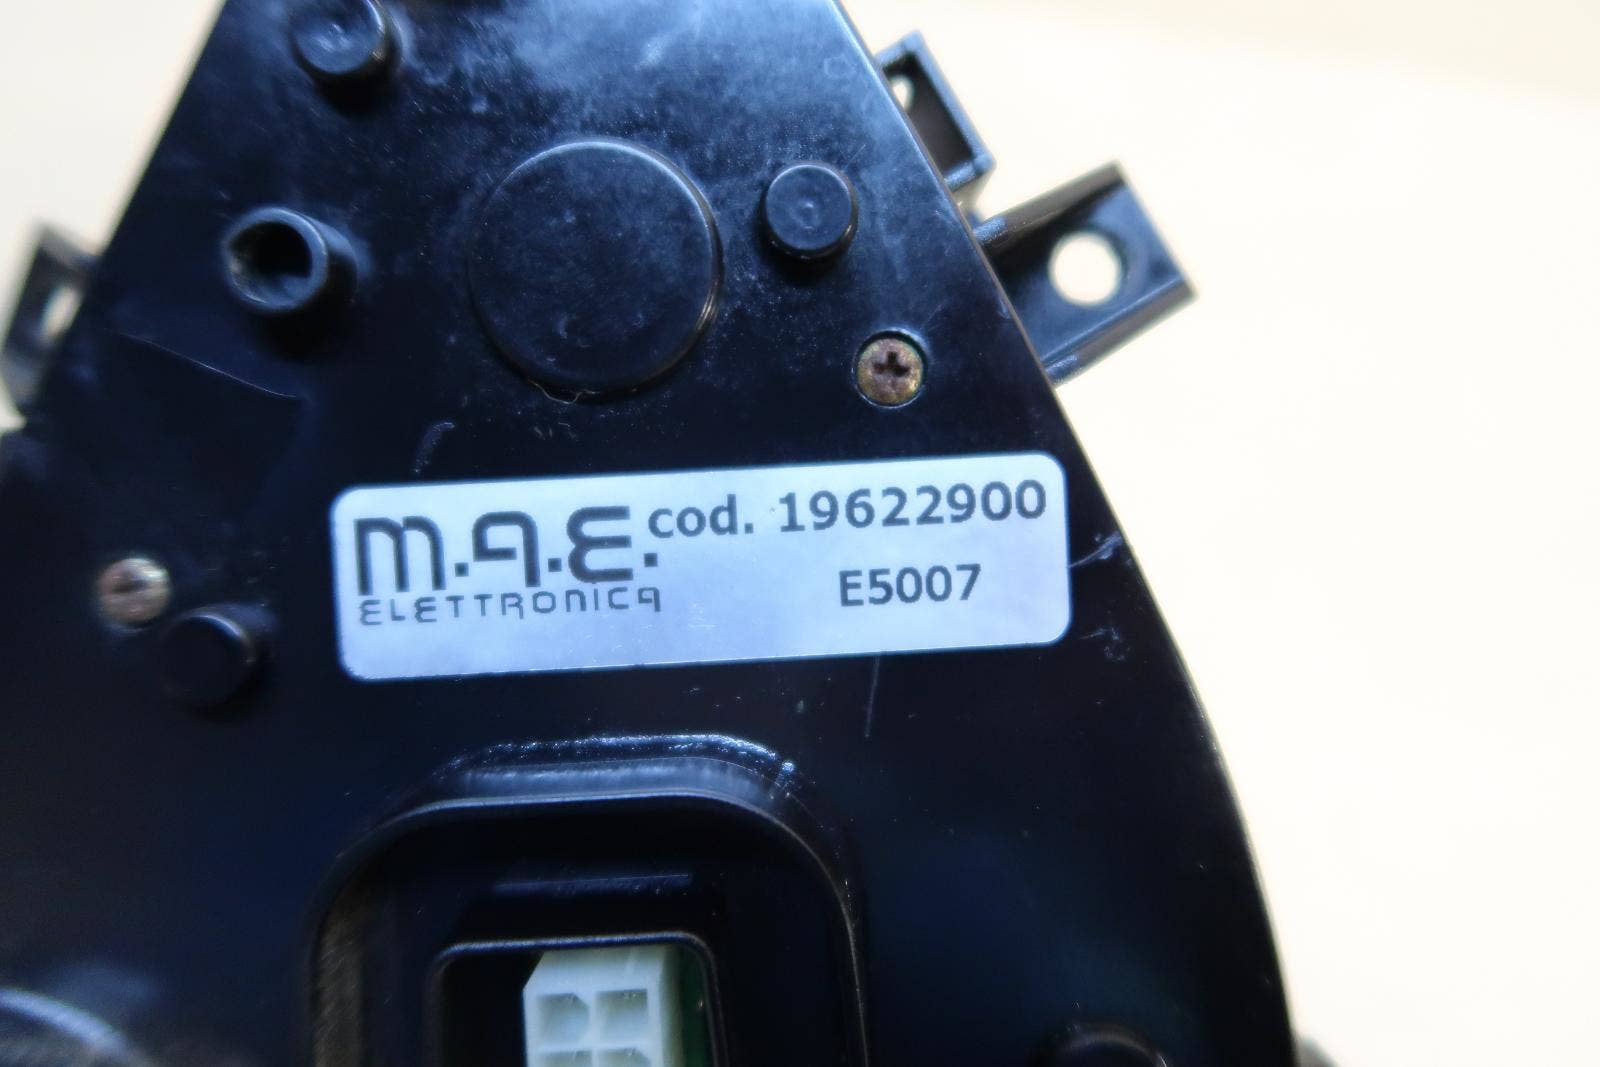 m.a.E. cod. 19622900
ELETTRONICA E5007